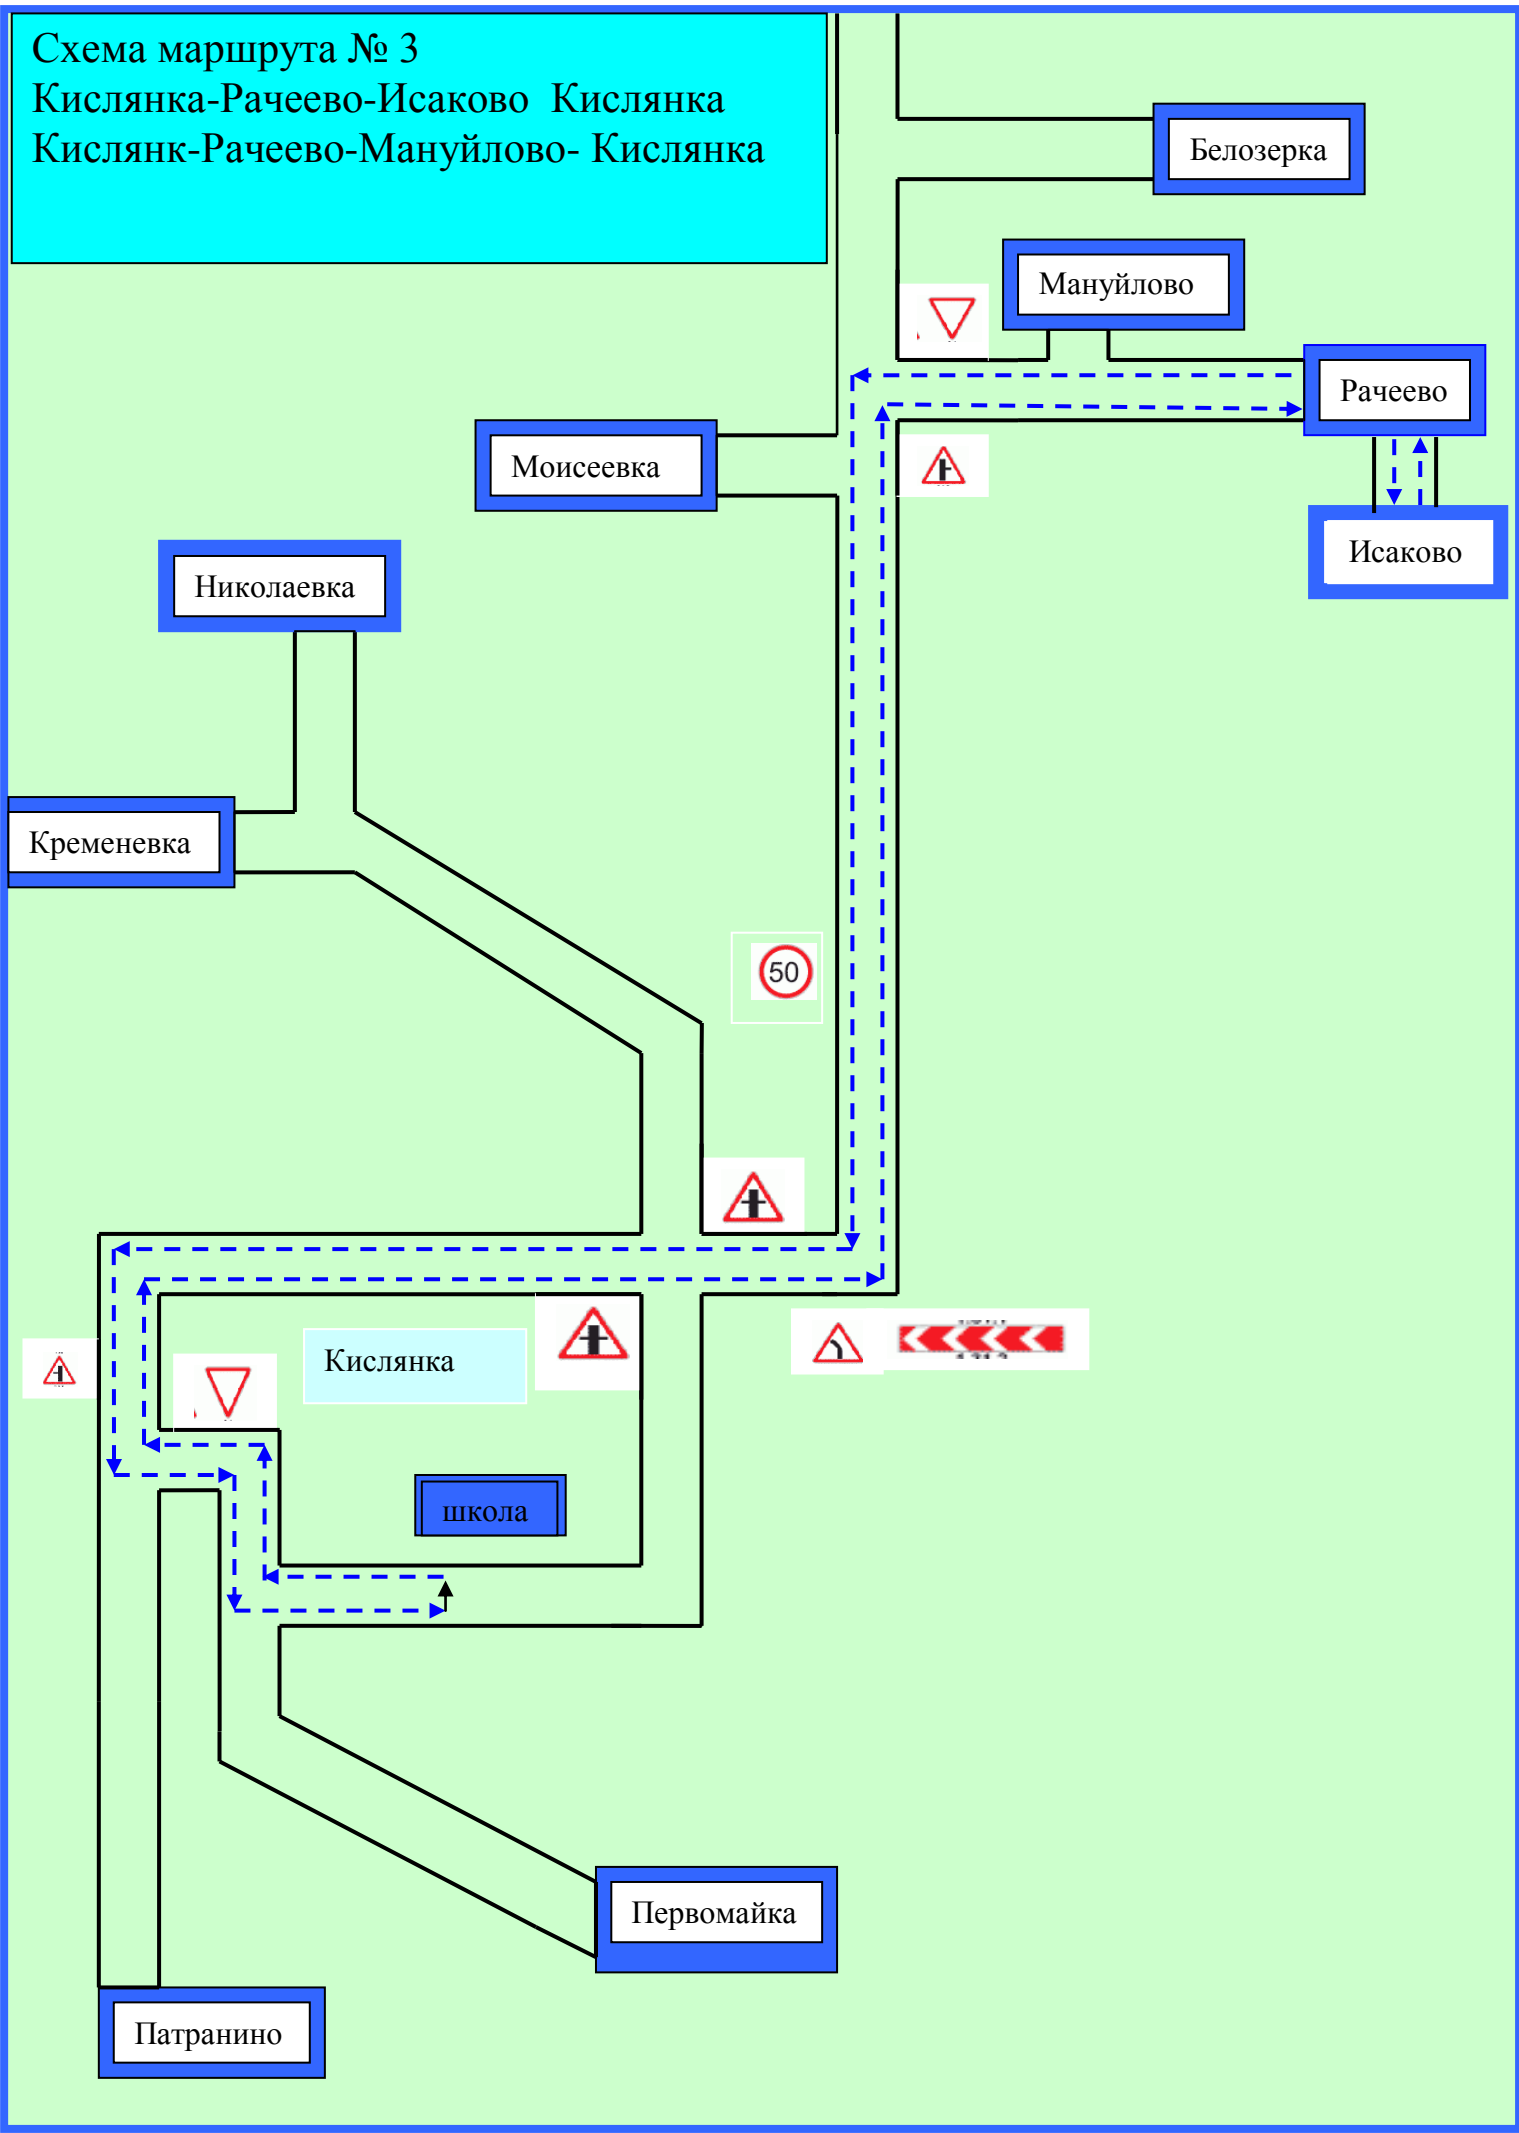 Схема маршрута № 3
Кислянка-Рачеево-Исаково Кислянка
Кислянк-Рачеево-Мануйлово- Кислянка
Белозерка
Мануйлово
Рачеево
Моисеевка
Исаково
Николаевка
Кременевка
50
Кислянка
школа
Первомайка
Патранино